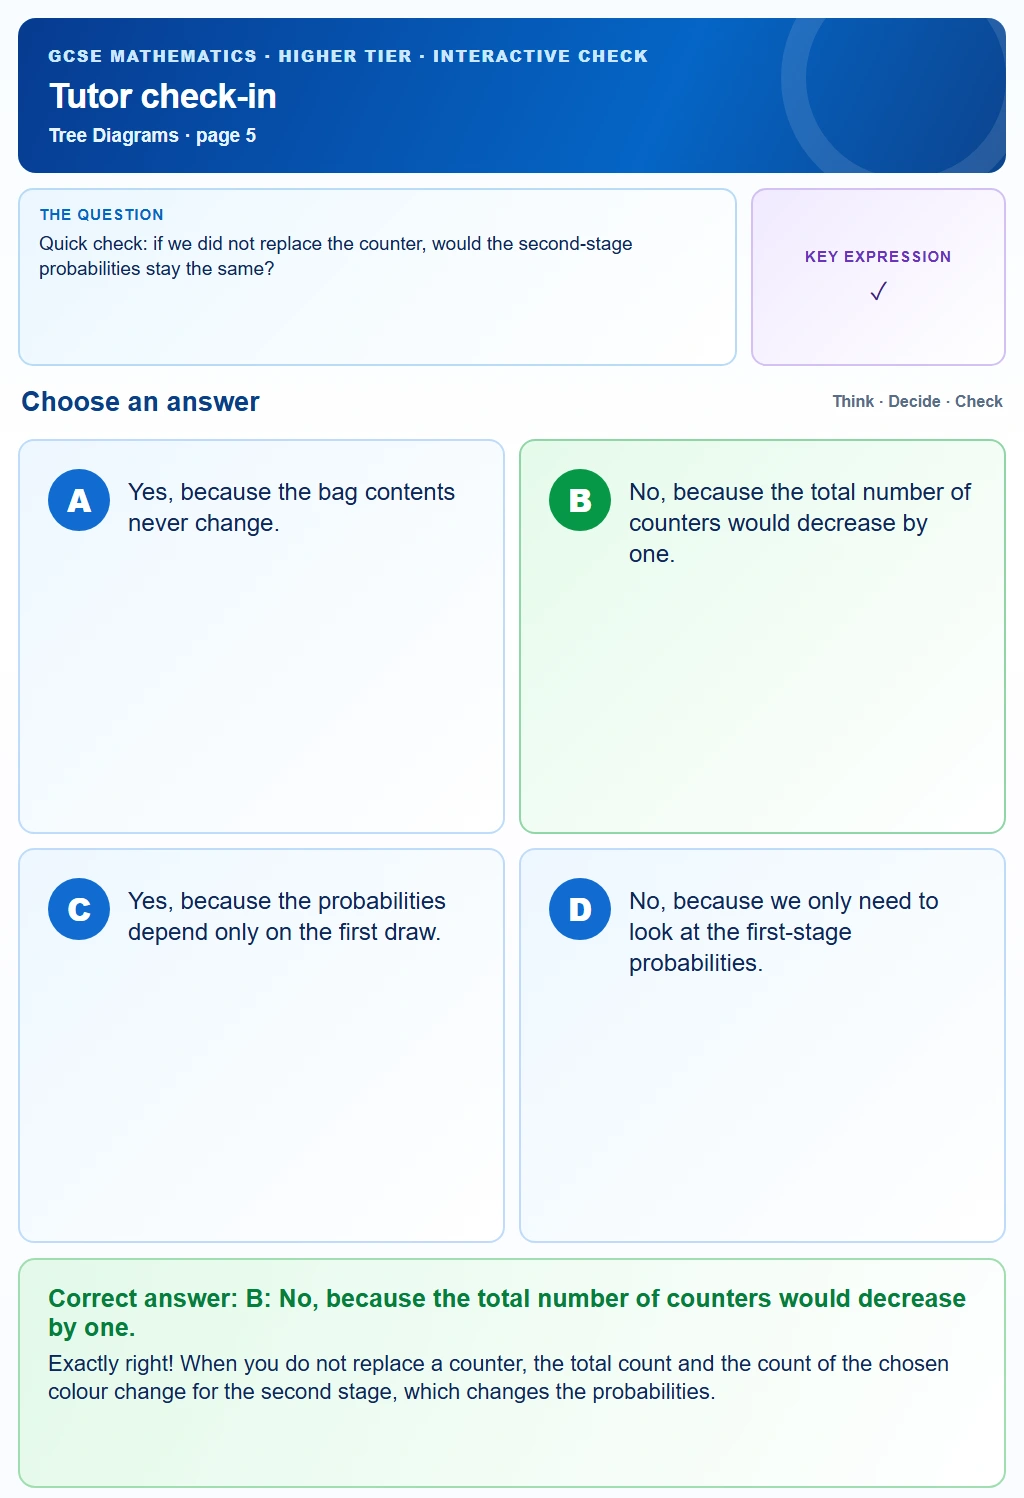 GCSE MATHEMATICS · HIGHER TIER · INTERACTIVE CHECK
Tutor check-in
Tree Diagrams · page 5
THE QUESTION
Quick check: if we did not replace the counter, would the second-stage
probabilities stay the same?
KEY EXPRESSION
✓
Choose an answer
Think · Decide · Check
A
Yes, because the bag contents
never change.
B
No, because the total number of
counters would decrease by
one.
C
Yes, because the probabilities
depend only on the first draw.
D
No, because we only need to
look at the first-stage
probabilities.
Correct answer: B: No, because the total number of counters would decrease
by one.
Exactly right! When you do not replace a counter, the total count and the count of the chosen
colour change for the second stage, which changes the probabilities.